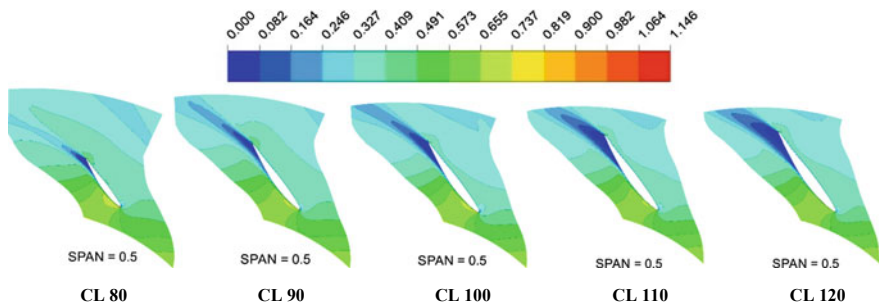 0.000 0.082 0.164 0.246 0.327 0.409 0.491 0.573 0.655 0.737 0.819 0.900 0.982 1.064 1.146
SPAN = 0.5 SPAN = 0.5 SPAN = 0.5 SPAN = 0.5 SPAN = 0.5
CL 80 CL 90 CL 100 CL 110 CL 120